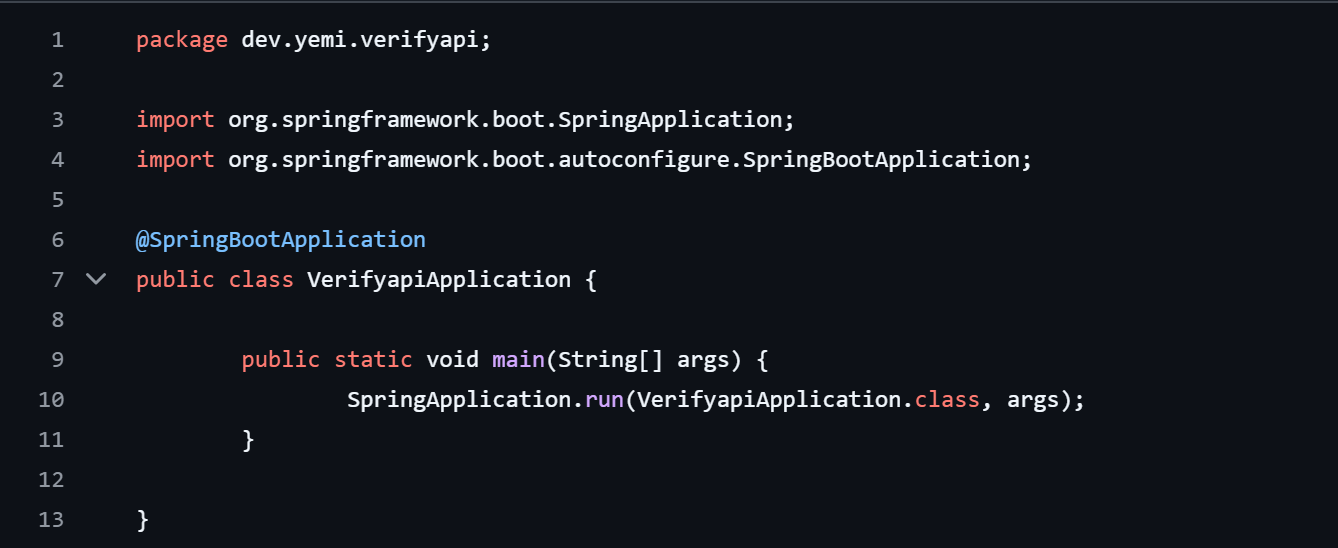 1 package dev.yemi.verifyapi;
2
3 import org.springframework.boot.SpringApplication;
4 import org.springframework.boot.autoconfigure.SpringBootApplication;
5
6 @SpringBootApplication
7 public class VerifyapiApplication {
8
9 public static void main(String[] args) {
10 SpringApplication.run(VerifyapiApplication.class, args);
11 }
12
13 }